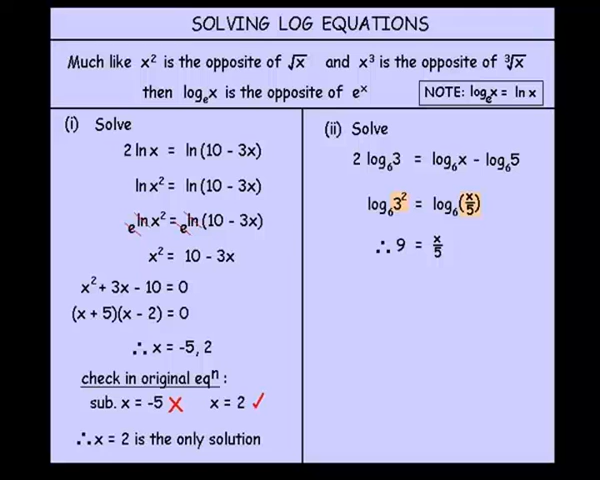 SOLVING LOG EQUATIONS
Much like x² is the opposite of √x and x³ is the opposite of ∛x
then logₑx is the opposite of eˣ
NOTE: logₑx = ln x
(i) Solve
2 ln x = ln (10 - 3x)
ln x² = ln (10 - 3x)
e ln x² = e ln (10 - 3x)
x² = 10 - 3x
x² + 3x - 10 = 0
(x + 5)(x - 2) = 0
∴ x = -5, 2
check in original eqⁿ :
sub. x = -5 ✗ x = 2 ✓
∴ x = 2 is the only solution
(ii) Solve
2 log₆3 = log₆x - log₆5
log₆3² = log₆(x/5)
∴ 9 = x/5